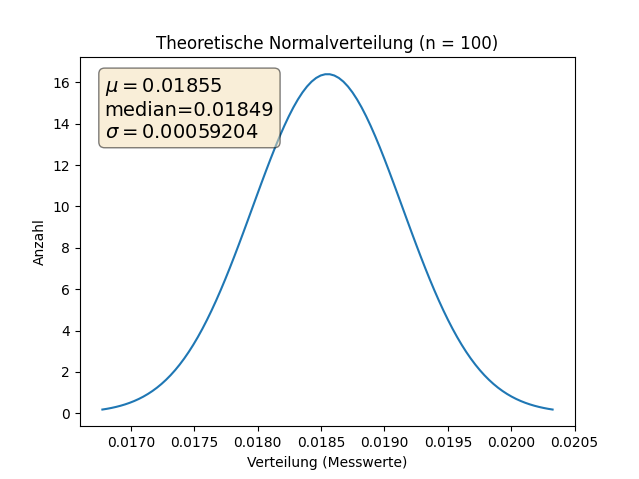 Theoretische Normalverteilung (n = 100)
μ = 0.01855
median=0.01849
σ = 0.00059204
16
14
12
10
8
6
4
2
0
Anzahl
0.0170 0.0175 0.0180 0.0185 0.0190 0.0195 0.0200 0.0205
Verteilung (Messwerte)